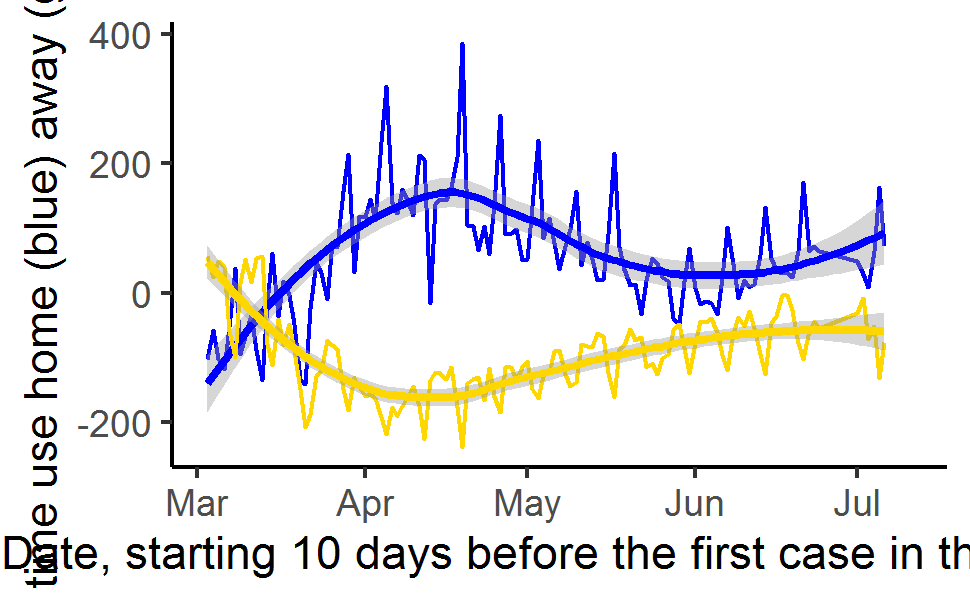 time use home (blue) away (
400
200
0
-200
Mar Apr May Jun Jul
Date, starting 10 days before the first case in th